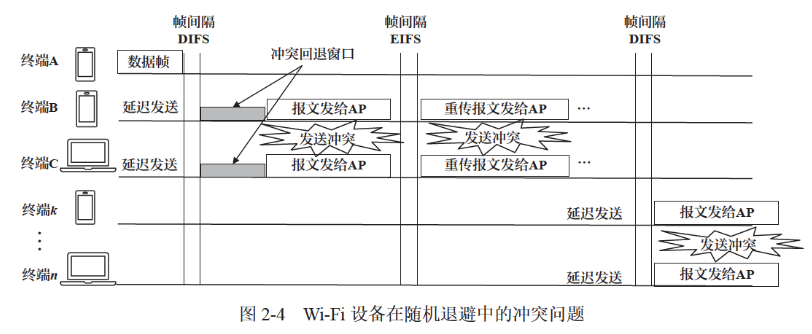 帧间隔 帧间隔 帧间隔
DIFS EIFS DIFS
终端A 数据帧 冲突回退窗口
终端B 延迟发送 报文发给AP 重传报文发给AP …
发送冲突 发送冲突
终端C 延迟发送 报文发给AP 重传报文发给AP …
终端k 延迟发送 报文发给AP
⋮ 发送冲突
终端n 延迟发送 报文发给AP
图 2-4 Wi-Fi 设备在随机退避中的冲突问题